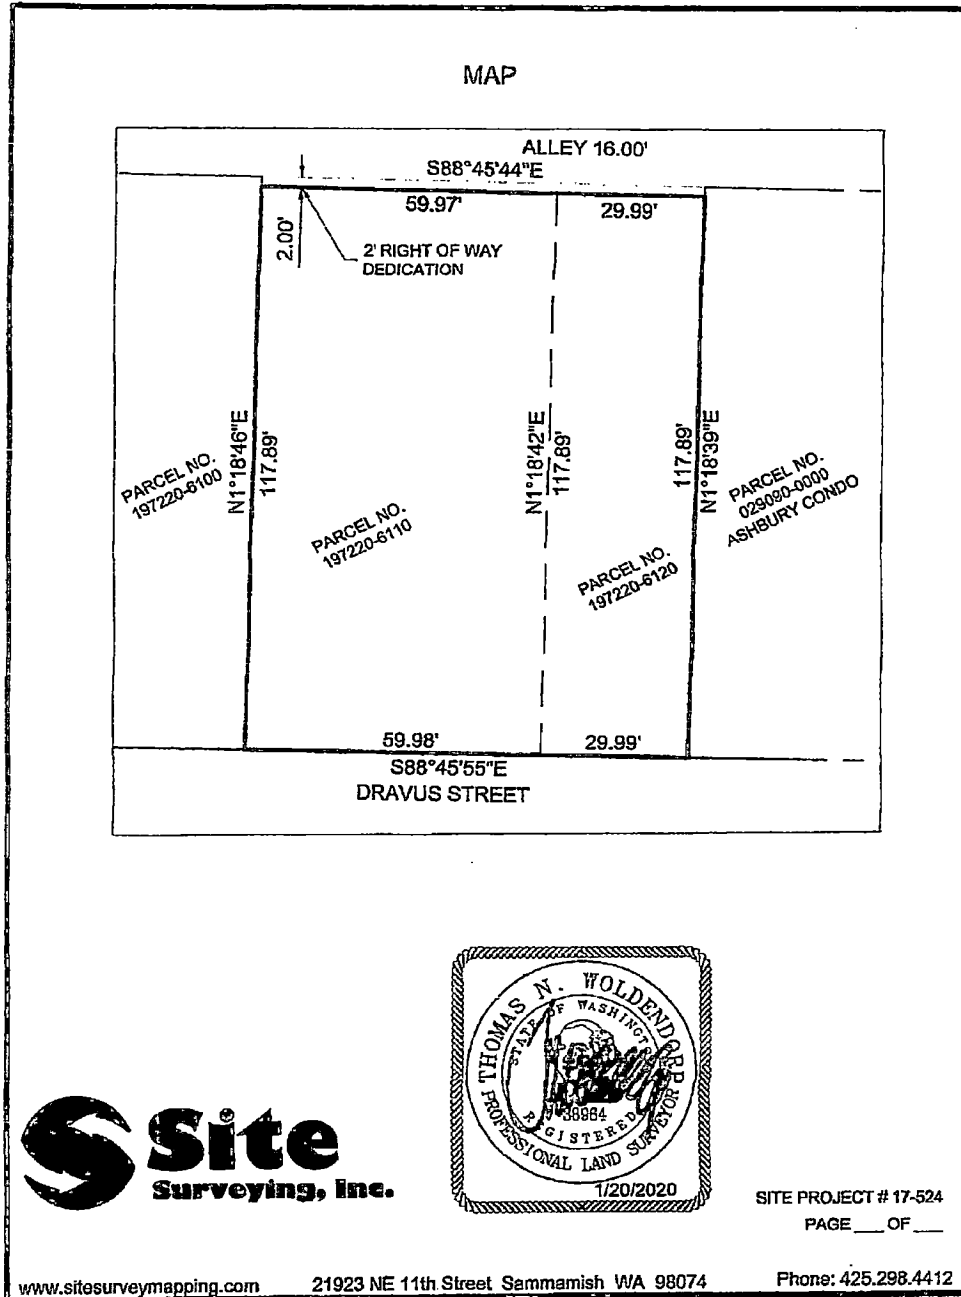 MAP
ALLEY 16.00'
S88°45'44"E
59.97'
29.99'
2.00'
2' RIGHT OF WAY
DEDICATION
PARCEL NO.
197220-6100
N1°18'46"E
117.89'
PARCEL NO.
197220-6110
N1°18'42"E
117.89'
PARCEL NO.
197220-6120
117.89'
N1°18'39"E
PARCEL NO.
029090-0000
ASHBURY CONDO
59.98'
29.99'
S88°45'55"E
DRAVUS STREET
THOMAS N. WOLDENDORP
STATE OF WASHINGTON
38964
REGISTERED
PROFESSIONAL LAND SURVEYOR
1/20/2020
Site
Surveying, Inc.
SITE PROJECT # 17-524
PAGE ___ OF ___
www.sitesurveymapping.com
21923 NE 11th Street Sammamish WA 98074
Phone: 425.298.4412